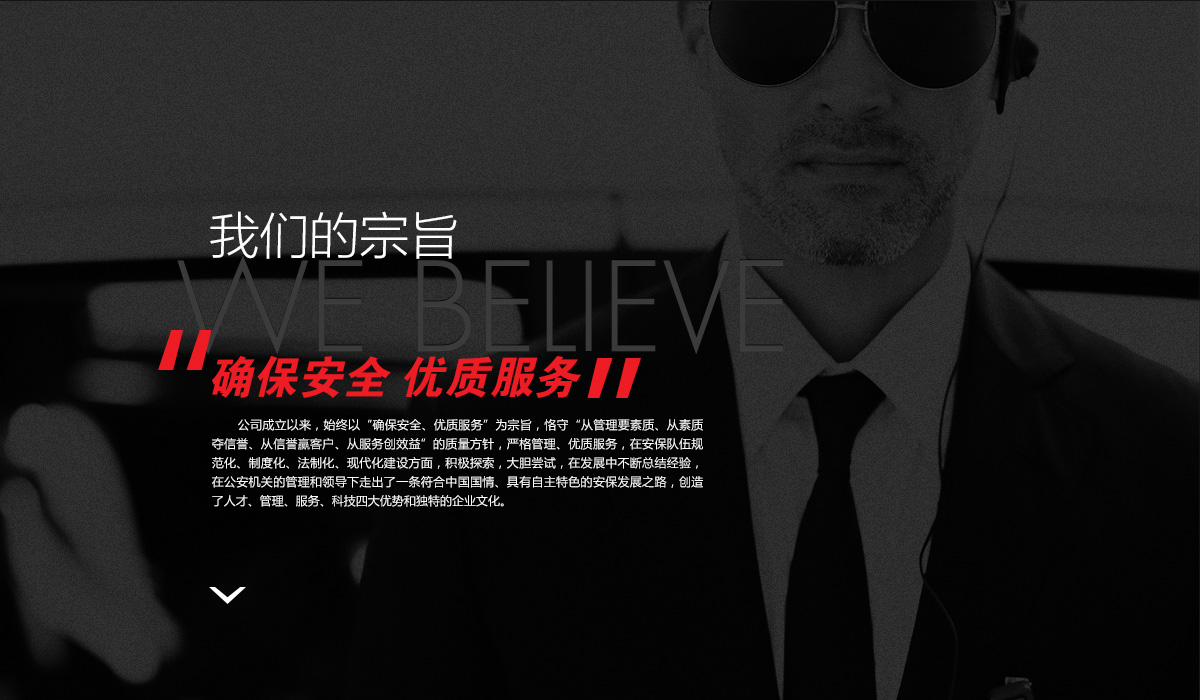 我们的宗旨
WE BELIEVE
确保安全 优质服务
公司成立以来，始终以“确保安全、优质服务”为宗旨，恪守“从管理要素质、从素质
夺信誉、从信誉赢客户、从服务创效益”的质量方针，严格管理、优质服务，在安保队伍规
范化、制度化、法制化、现代化建设方面，积极探索，大胆尝试，在发展中不断总结经验，
在公安机关的管理和领导下走出了一条符合中国国情、具有自主特色的安保发展之路，创造
了人才、管理、服务、科技四大优势和独特的企业文化。